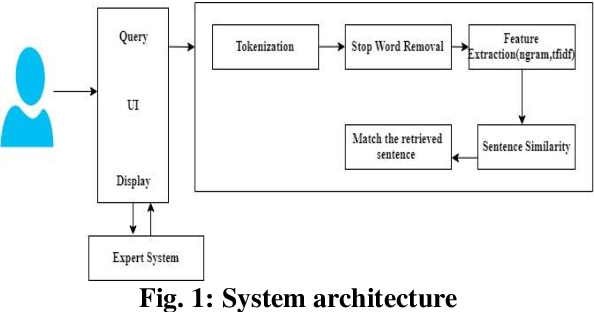 Query
UI
Display
Expert System
Tokenization
Stop Word Removal
Feature
Extraction(ngram,tfidf)
Sentence Similarity
Match the retrieved
sentence
Fig. 1: System architecture